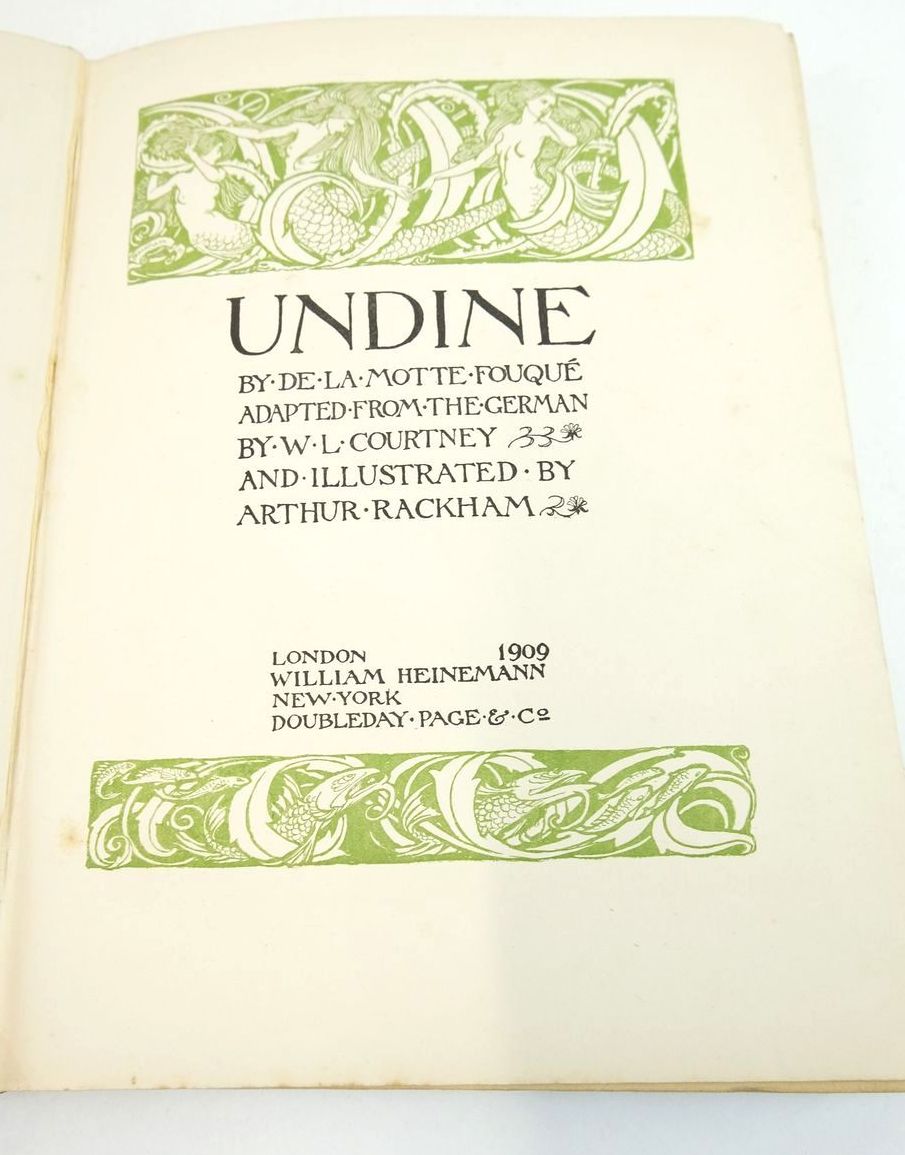 UNDINE
BY·DE·LA·MOTTE·FOUQUÉ
ADAPTED·FROM·THE·GERMAN
BY·W·L·COURTNEY
AND·ILLUSTRATED·BY
ARTHUR·RACKHAM
LONDON 1909
WILLIAM HEINEMANN
NEW·YORK
DOUBLEDAY·PAGE·&·Cº